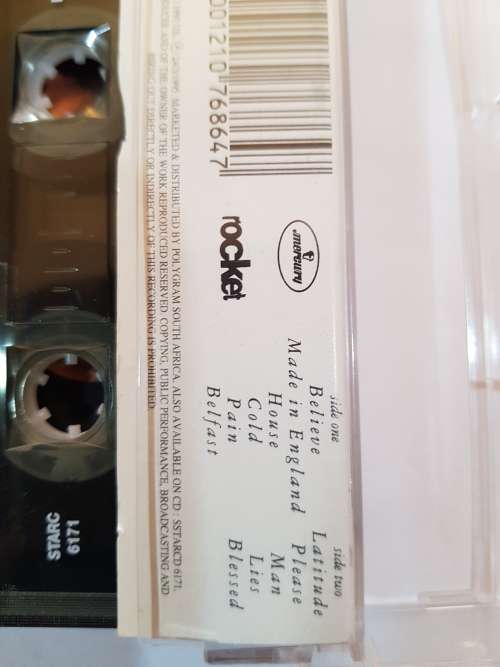 side one
Believe
Made in England
House
Cold
Pain
Belfast
side two
Latitude
Please
Man
Lies
Blessed
mercury
rocket
001210 768647
MARKETED & DISTRIBUTED BY POLYGRAM SOUTH AFRICA. ALSO AVAILABLE ON CD : SSTARCD 6171.
AND OF THE OWNER OF THE WORK REPRODUCED RESERVED. COPYING, PUBLIC PERFORMANCE, BROADCASTING AND
OUT DIRECTLY OR INDIRECTLY OF THIS RECORDING IS PROHIBITED.
STARC
6171